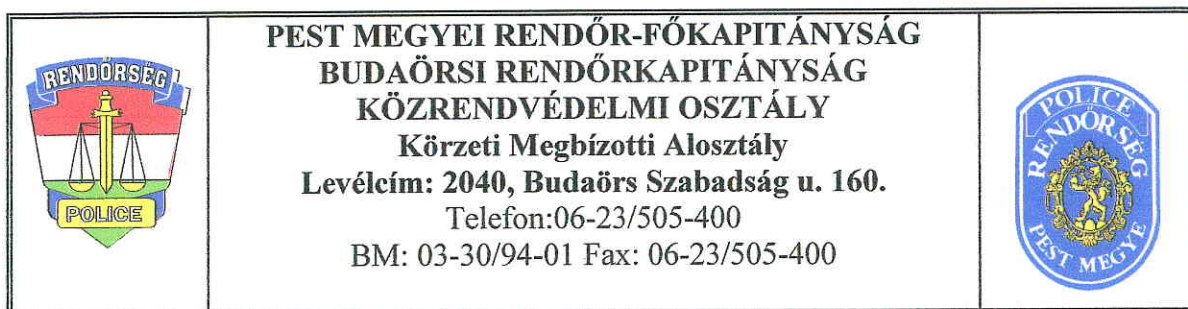 RENDŐRSÉG
POLICE
PEST MEGYEI RENDŐR-FŐKAPITÁNYSÁG
BUDAÖRSI RENDŐRKAPITÁNYSÁG
KÖZRENDVÉDELMI OSZTÁLY
Körzeti Megbízotti Alosztály
Levélcím: 2040, Budaörs Szabadság u. 160.
Telefon:06-23/505-400
BM: 03-30/94-01 Fax: 06-23/505-400
POLICE
RENDŐRSÉG
PEST MEGYE